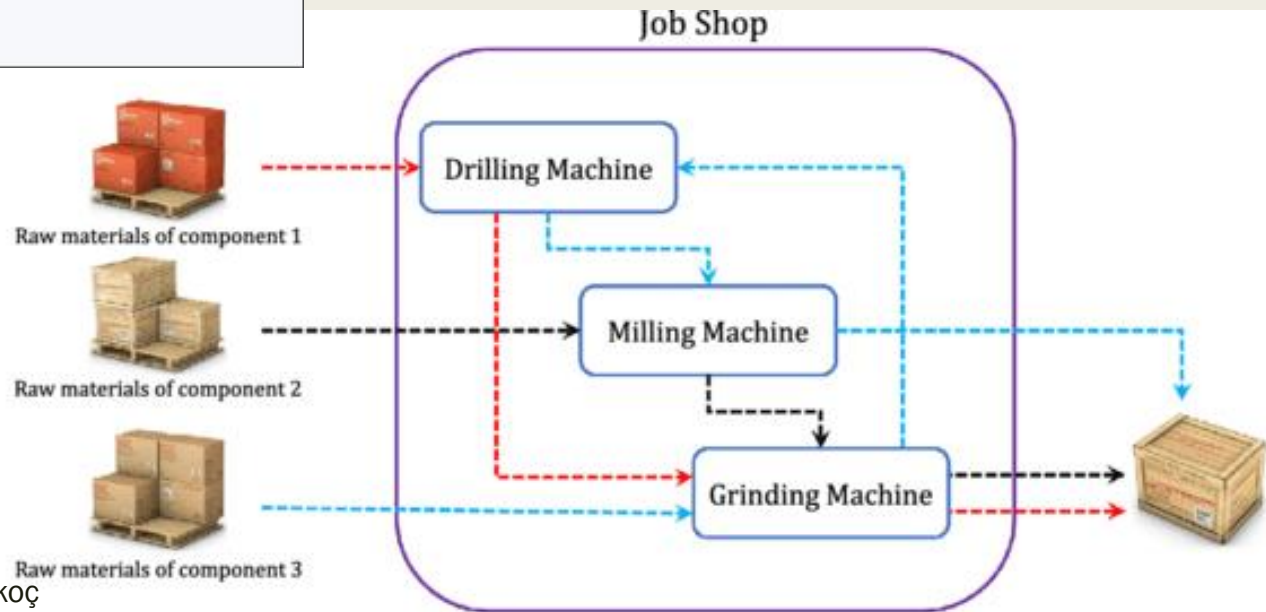 Job Shop
Drilling Machine
Raw materials of component 1
Milling Machine
Raw materials of component 2
Grinding Machine
Raw materials of component 3
koç